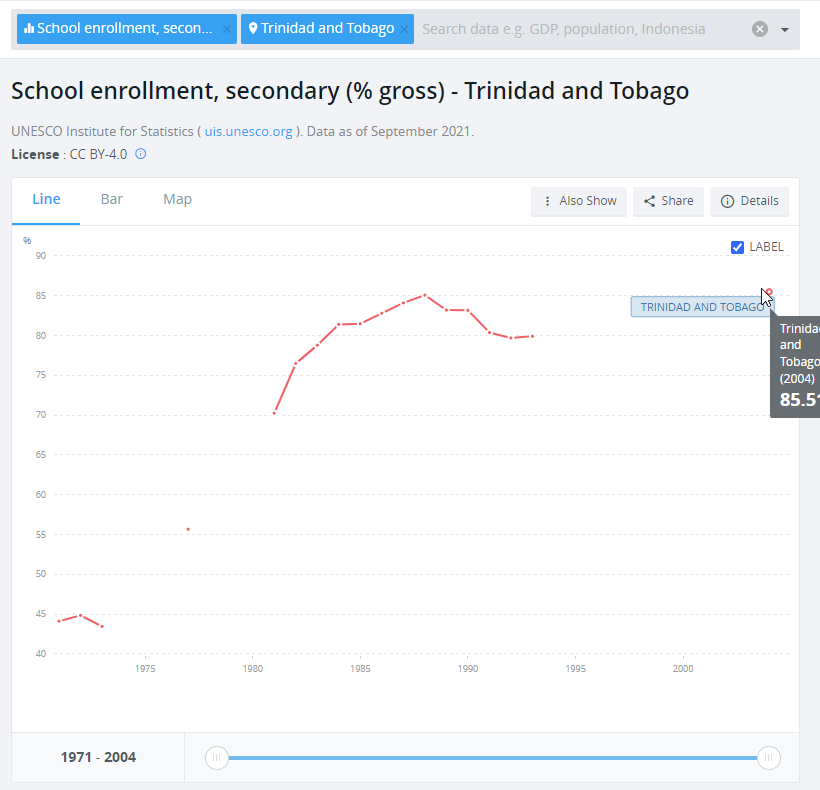 School enrollment, secon... × Trinidad and Tobago × Search data e.g. GDP, population, Indonesia
School enrollment, secondary (% gross) - Trinidad and Tobago
UNESCO Institute for Statistics ( uis.unesco.org ). Data as of September 2021.
License : CC BY-4.0
Line Bar Map Also Show Share Details
%
LABEL
90
85
TRINIDAD AND TOBAGO
Trinidad
and
Tobago
(2004)
85.51
80
75
70
65
60
55
50
45
40
1975 1980 1985 1990 1995 2000
1971 - 2004